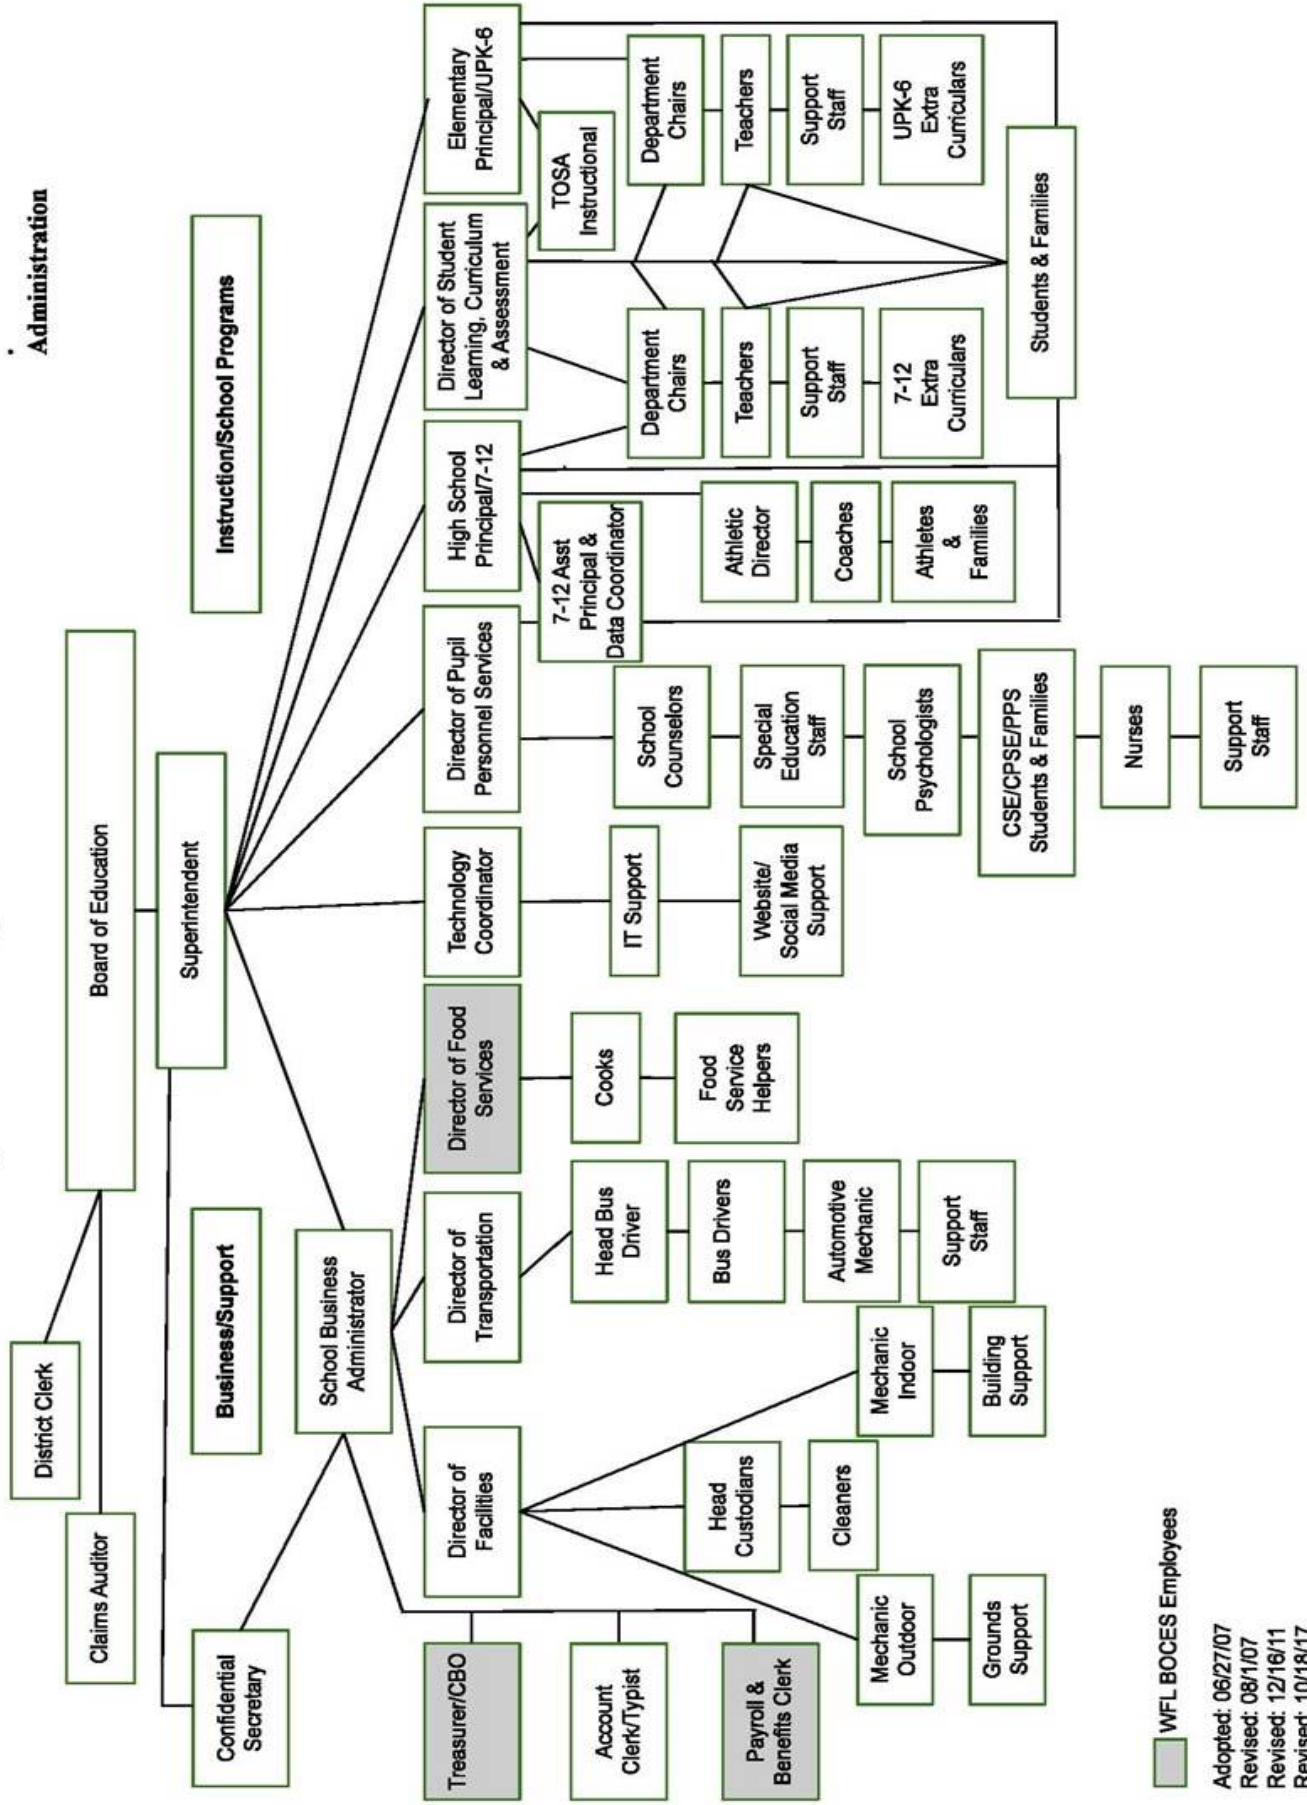 Administration
District Clerk
Claims Auditor
Board of Education
Superintendent
Confidential
Secretary
Business/Support
Instruction/School Programs
School Business
Administrator
Treasurer/CBO
Director of
Facilities
Director of
Transportation
Director of Food
Services
Technology
Coordinator
Director of Pupil
Personnel Services
High School
Principal/7-12
Director of Student
Learning, Curriculum
& Assessment
Elementary
Principal/UPK-6
Account
Clerk/Typist
Payroll &
Benefits Clerk
Mechanic
Outdoor
Grounds
Support
Head
Custodians
Cleaners
Mechanic
Indoor
Building
Support
Head Bus
Driver
Bus Drivers
Automotive
Mechanic
Support
Staff
Cooks
Food
Service
Helpers
IT Support
Website/
Social Media
Support
School
Counselors
Special
Education
Staff
School
Psychologists
CSE/CPSE/PPS
Students & Families
Nurses
Support
Staff
7-12 Asst
Principal &
Data Coordinator
Athletic
Director
Coaches
Athletes
&
Families
Department
Chairs
Teachers
Support
Staff
7-12
Extra
Curriculars
TOSA
Instructional
Department
Chairs
Teachers
Support
Staff
UPK-6
Extra
Curriculars
Students & Families
WFL BOCES Employees
Adopted: 06/27/07
Revised: 08/1/07
Revised: 12/16/11
Revised: 10/18/17